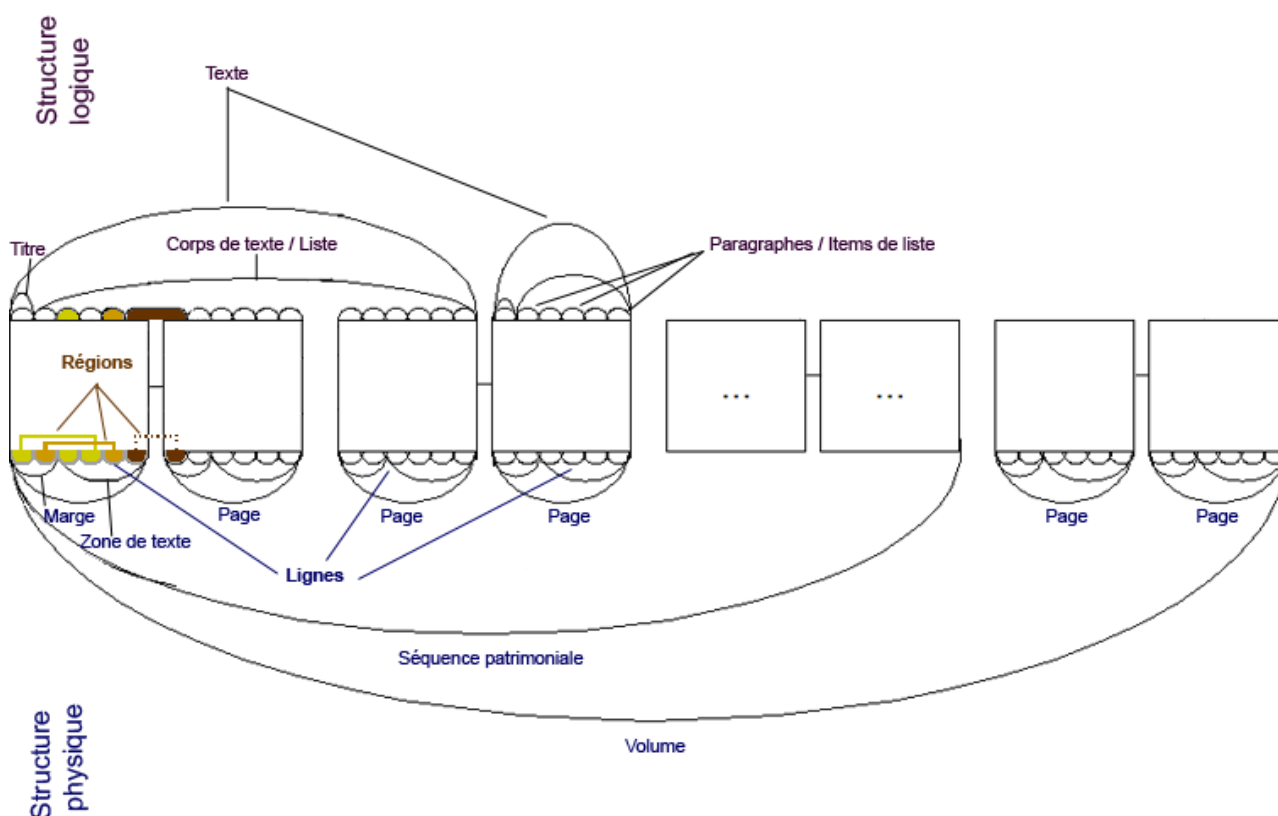 Structure
logique
Texte
Titre
Corps de texte / Liste
Paragraphes / Items de liste
Régions
...
...
Marge
Page
Page
Page
Page
Page
Zone de texte
Lignes
Séquence patrimoniale
Volume
Structure
physique